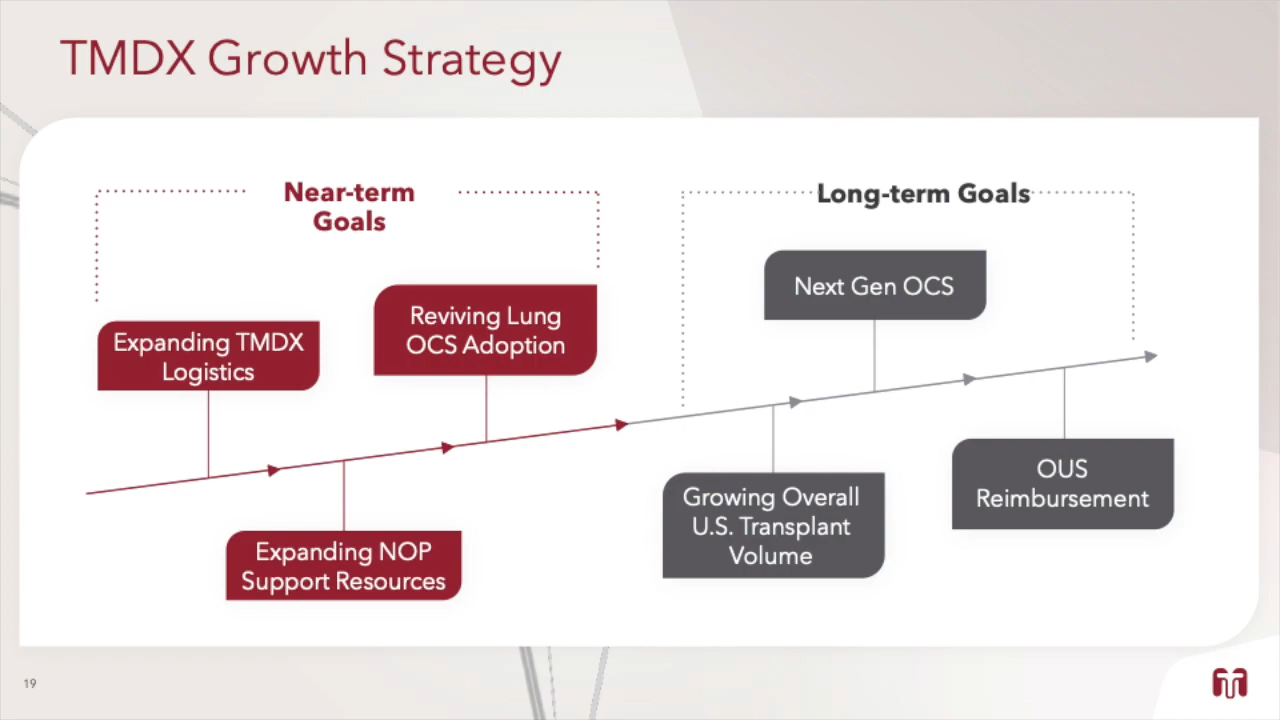 TMDX Growth Strategy
Near-term
Goals
Long-term Goals
Expanding TMDX
Logistics
Reviving Lung
OCS Adoption
Expanding NOP
Support Resources
Next Gen OCS
Growing Overall
U.S. Transplant
Volume
OUS
Reimbursement
19